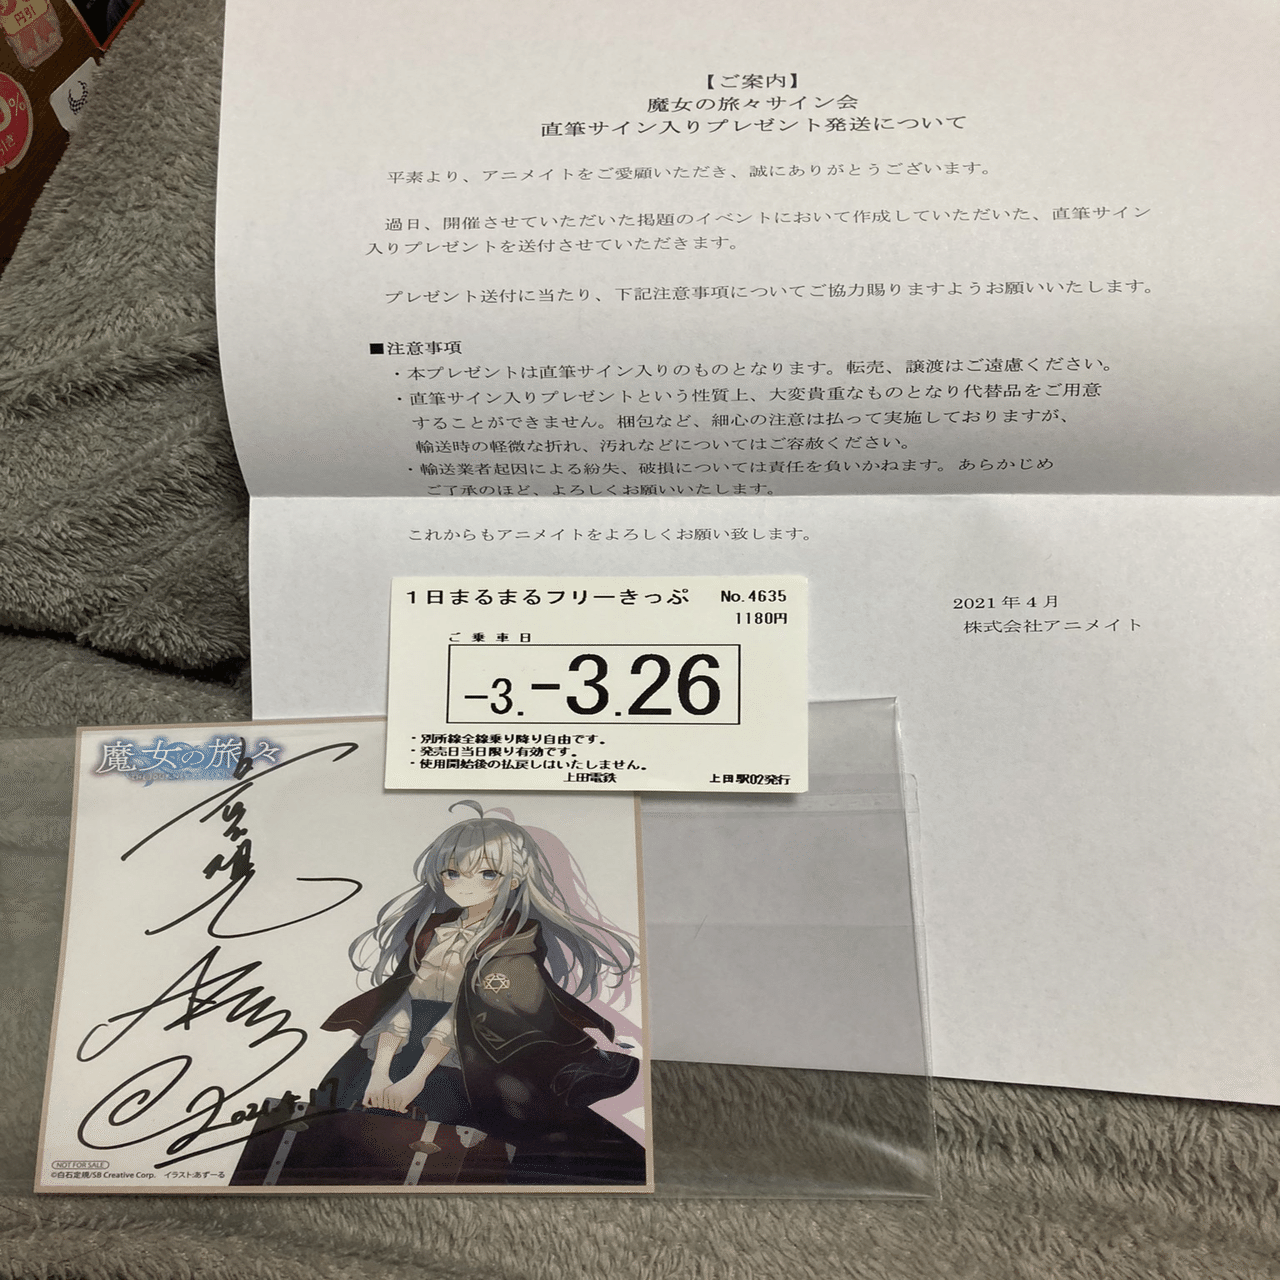 円引
%
引き
【ご案内】
魔女の旅々サイン会
直筆サイン入りプレゼント発送について
平素より、アニメイトをご愛顧いただき、誠にありがとうございます。
過日、開催させていただいた掲題のイベントにおいて作成していただいた、直筆サイン
入りプレゼントを送付させていただきます。
プレゼント送付に当たり、下記注意事項についてご協力賜りますようお願いいたします。
■注意事項
・本プレゼントは直筆サイン入りのものとなります。転売、譲渡はご遠慮ください。
・直筆サイン入りプレゼントという性質上、大変貴重なものとなり代替品をご用意
することができません。梱包など、細心の注意は払って実施しておりますが、
輸送時の軽微な折れ、汚れなどについてはご容赦ください。
・輸送業者起因による紛失、破損については責任を負いかねます。あらかじめ
ご了承のほど、よろしくお願いいたします。
これからもアニメイトをよろしくお願い致します。
2021年4月
株式会社アニメイト
1日まるまるフリーきっぷ No.4635
1180円
ご乗車日
-3.-3.26
・別所線全線乗り降り自由です。
・発売日当日限り有効です。
・使用開始後の払戻しはいたしません。
上田電鉄 上田駅02発行
魔女の旅々
2021.4.17
NOT FOR SALE
©白石定規/SB Creative Corp. イラスト:あずーる